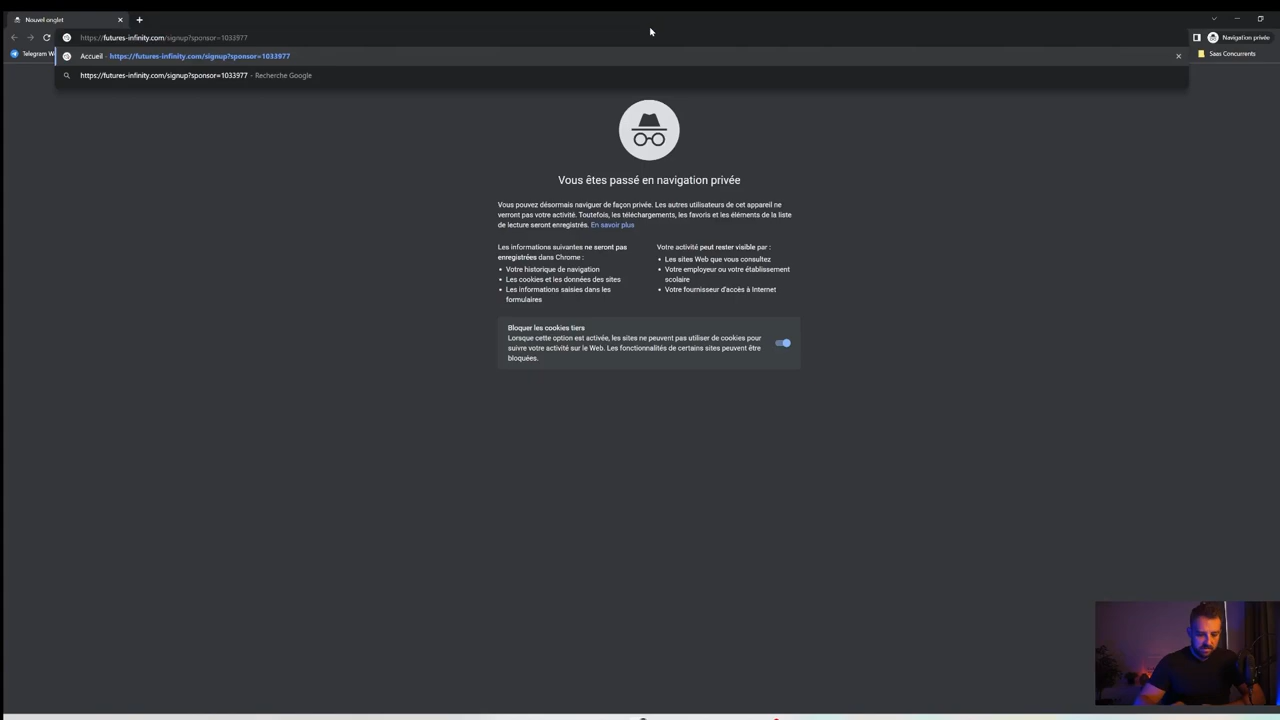 Nouvel onglet
https://futures-infinity.com/signup?sponsor=1033977
Navigation privée
Telegram W
Accueil - https://futures-infinity.com/signup?sponsor=1033977
Saas Concurrents
https://futures-infinity.com/signup?sponsor=1033977 - Recherche Google
Vous êtes passé en navigation privée
Vous pouvez désormais naviguer de façon privée. Les autres utilisateurs de cet appareil ne
verront pas votre activité. Toutefois, les téléchargements, les favoris et les éléments de la liste
de lecture seront enregistrés. En savoir plus
Les informations suivantes ne seront pas
enregistrées dans Chrome :
Votre historique de navigation
Les cookies et les données des sites
Les informations saisies dans les
formulaires
Votre activité peut rester visible par :
Les sites Web que vous consultez
Votre employeur ou votre établissement
scolaire
Votre fournisseur d'accès à Internet
Bloquer les cookies tiers
Lorsque cette option est activée, les sites ne peuvent pas utiliser de cookies pour
suivre votre activité sur le Web. Les fonctionnalités de certains sites peuvent être
bloquées.